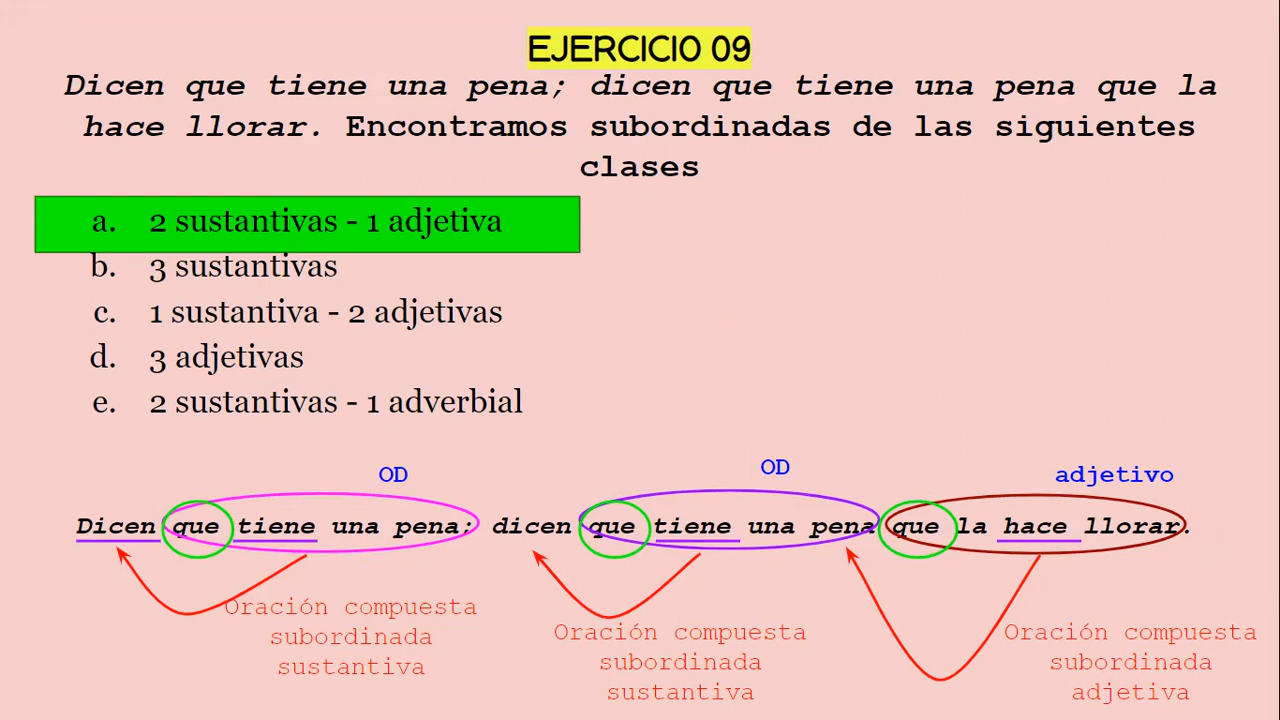 EJERCICIO 09
Dicen que tiene una pena; dicen que tiene una pena que la
hace llorar. Encontramos subordinadas de las siguientes
clases
a. 2 sustantivas - 1 adjetiva
b. 3 sustantivas
c. 1 sustantiva - 2 adjetivas
d. 3 adjetivas
e. 2 sustantivas - 1 adverbial
OD OD adjetivo
Dicen que tiene una pena; dicen que tiene una pena que la hace llorar.
Oración compuesta
subordinada
sustantiva
Oración compuesta
subordinada
sustantiva
Oración compuesta
subordinada
adjetiva